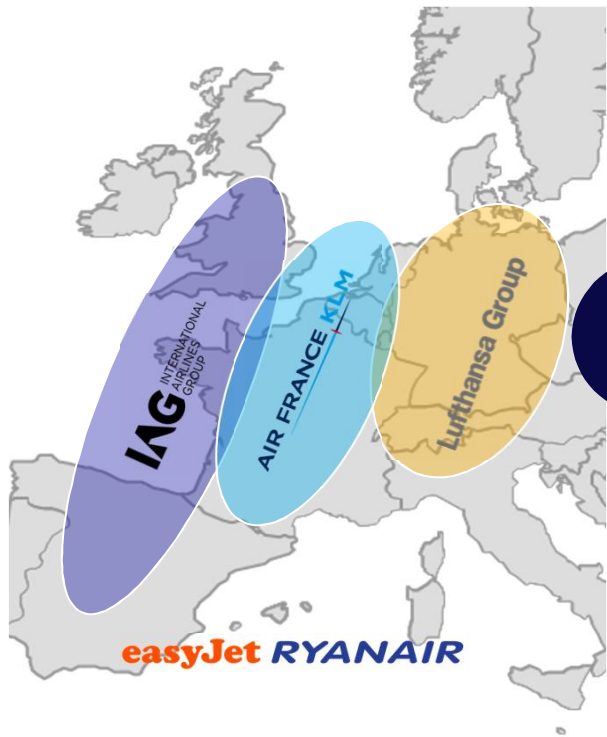 IAG INTERNATIONAL
AIRLINES
GROUP
AIR FRANCE KLM
Lufthansa Group
easyJet RYANAIR